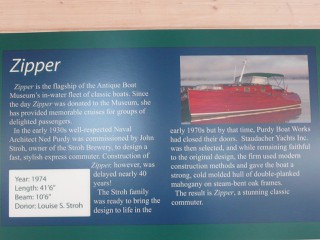 Zipper
Zipper is the flagship of the Antique Boat
Museum's in-water fleet of classic boats. Since
the day Zipper was donated to the Museum, she
has provided memorable cruises for groups of
delighted passengers.
In the early 1930s well-respected Naval
Architect Ned Purdy was commissioned by John
Stroh, owner of the Stroh Brewery, to design a
fast, stylish express commuter. Construction of
Zipper, however, was
delayed nearly 40
years!
The Stroh family
was ready to bring the
design to life in the
Year: 1974
Length: 41'6"
Beam: 10'6"
Donor: Louise S. Stroh
early 1970s but by that time, Purdy Boat Works
had closed their doors. Staudacher Yachts Inc.
was then selected, and while remaining faithful
to the original design, the firm used modern
construction methods and gave the boat a
strong, cold molded hull of double-planked
mahogany on steam-bent oak frames.
The result is Zipper, a stunning classic
commuter.